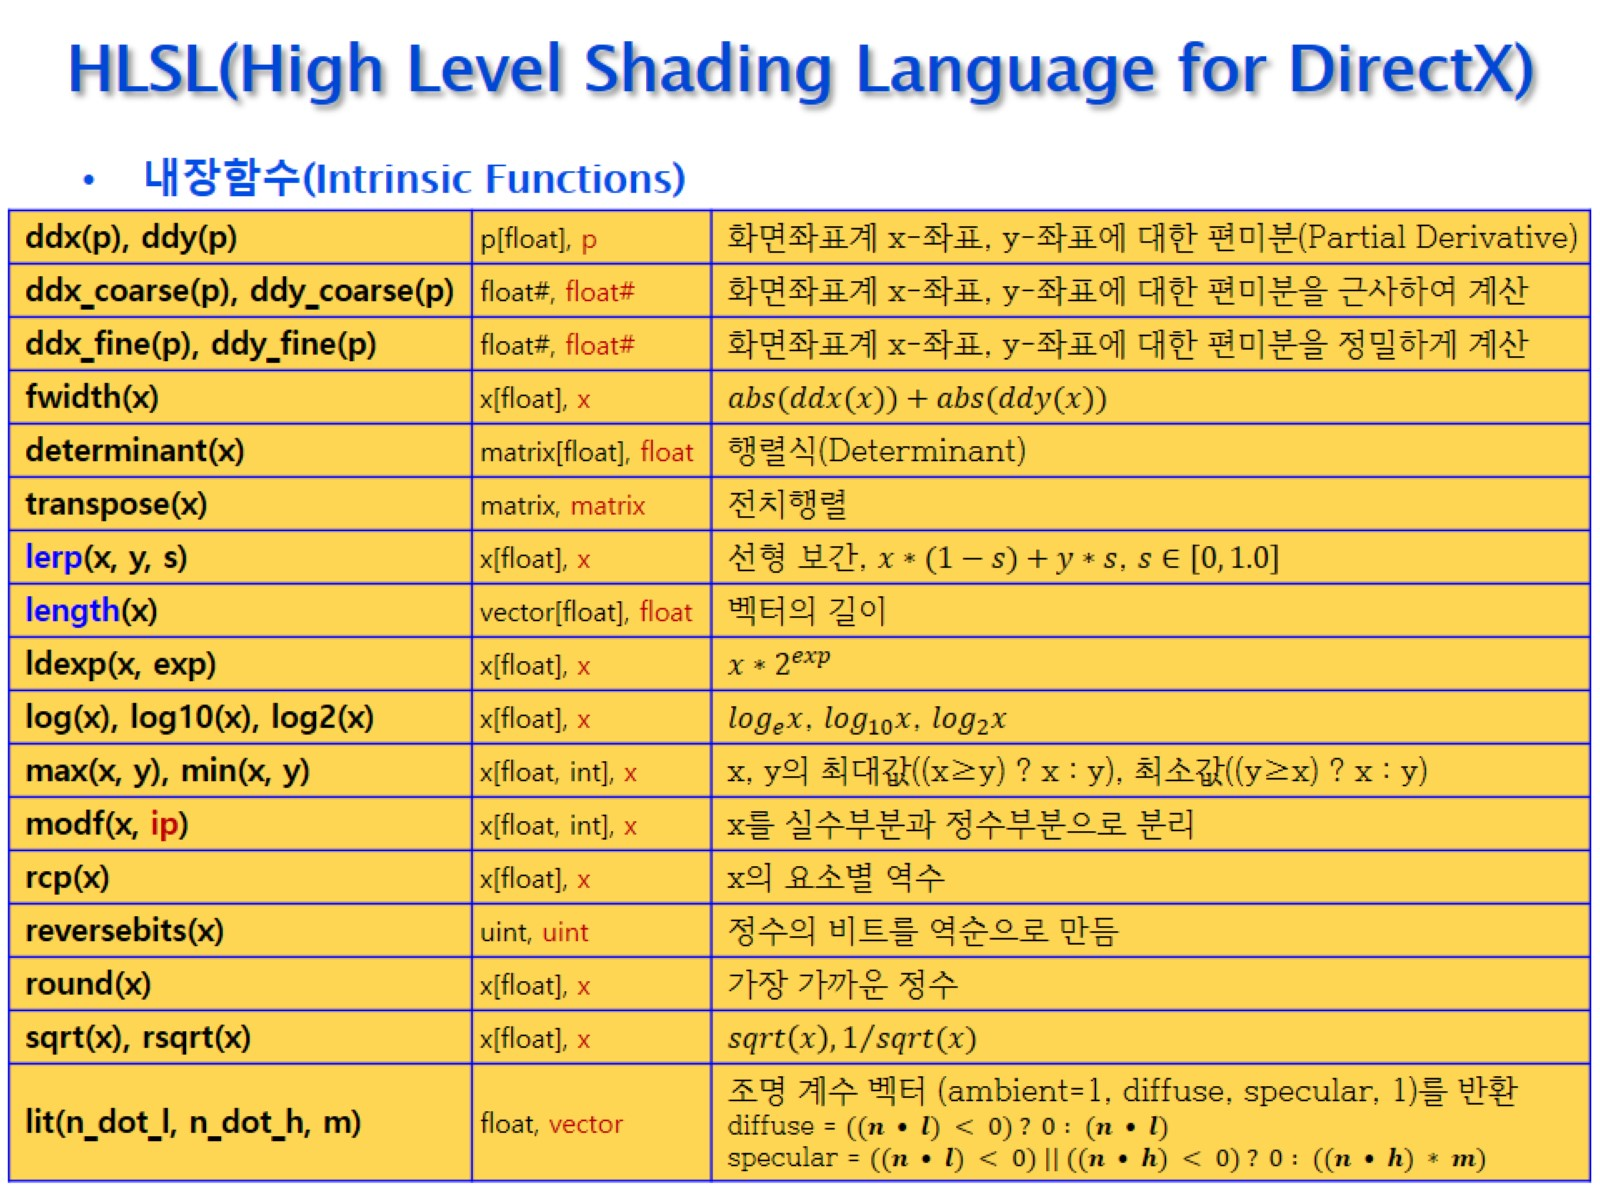 HLSL(High Level Shading Language for DirectX)
• 내장함수(Intrinsic Functions)
ddx(p), ddy(p) p[float], p 화면좌표계 x-좌표, y-좌표에 대한 편미분(Partial Derivative)
ddx_coarse(p), ddy_coarse(p) float#, float# 화면좌표계 x-좌표, y-좌표에 대한 편미분을 근사하여 계산
ddx_fine(p), ddy_fine(p) float#, float# 화면좌표계 x-좌표, y-좌표에 대한 편미분을 정밀하게 계산
fwidth(x) x[float], x abs(ddx(x)) + abs(ddy(x))
determinant(x) matrix[float], float 행렬식(Determinant)
transpose(x) matrix, matrix 전치행렬
lerp(x, y, s) x[float], x 선형 보간, x * (1 − s) + y * s, s ∈ [0, 1.0]
length(x) vector[float], float 벡터의 길이
ldexp(x, exp) x[float], x x * 2^exp
log(x), log10(x), log2(x) x[float], x log_e x, log_10 x, log_2 x
max(x, y), min(x, y) x[float, int], x x, y의 최대값((x≥y) ? x : y), 최소값((y≥x) ? x : y)
modf(x, ip) x[float, int], x x를 실수부분과 정수부분으로 분리
rcp(x) x[float], x x의 요소별 역수
reversebits(x) uint, uint 정수의 비트를 역순으로 만듬
round(x) x[float], x 가장 가까운 정수
sqrt(x), rsqrt(x) x[float], x sqrt(x), 1/sqrt(x)
lit(n_dot_l, n_dot_h, m) float, vector 조명 계수 벡터 (ambient=1, diffuse, specular, 1)를 반환
diffuse = ((n • l) < 0) ? 0 : (n • l)
specular = ((n • l) < 0) || ((n • h) < 0) ? 0 : ((n • h) * m)